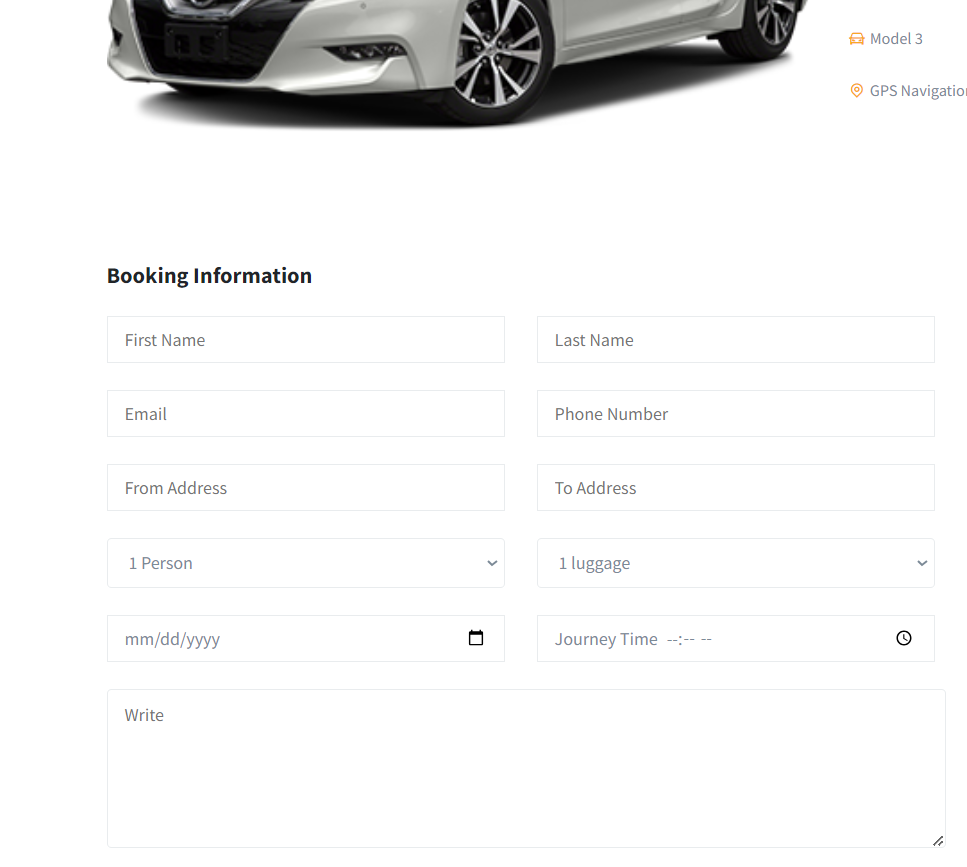 Model 3
GPS Navigation
Booking Information
First Name
Last Name
Email
Phone Number
From Address
To Address
1 Person
1 luggage
mm/dd/yyyy
Journey Time --:-- --
Write